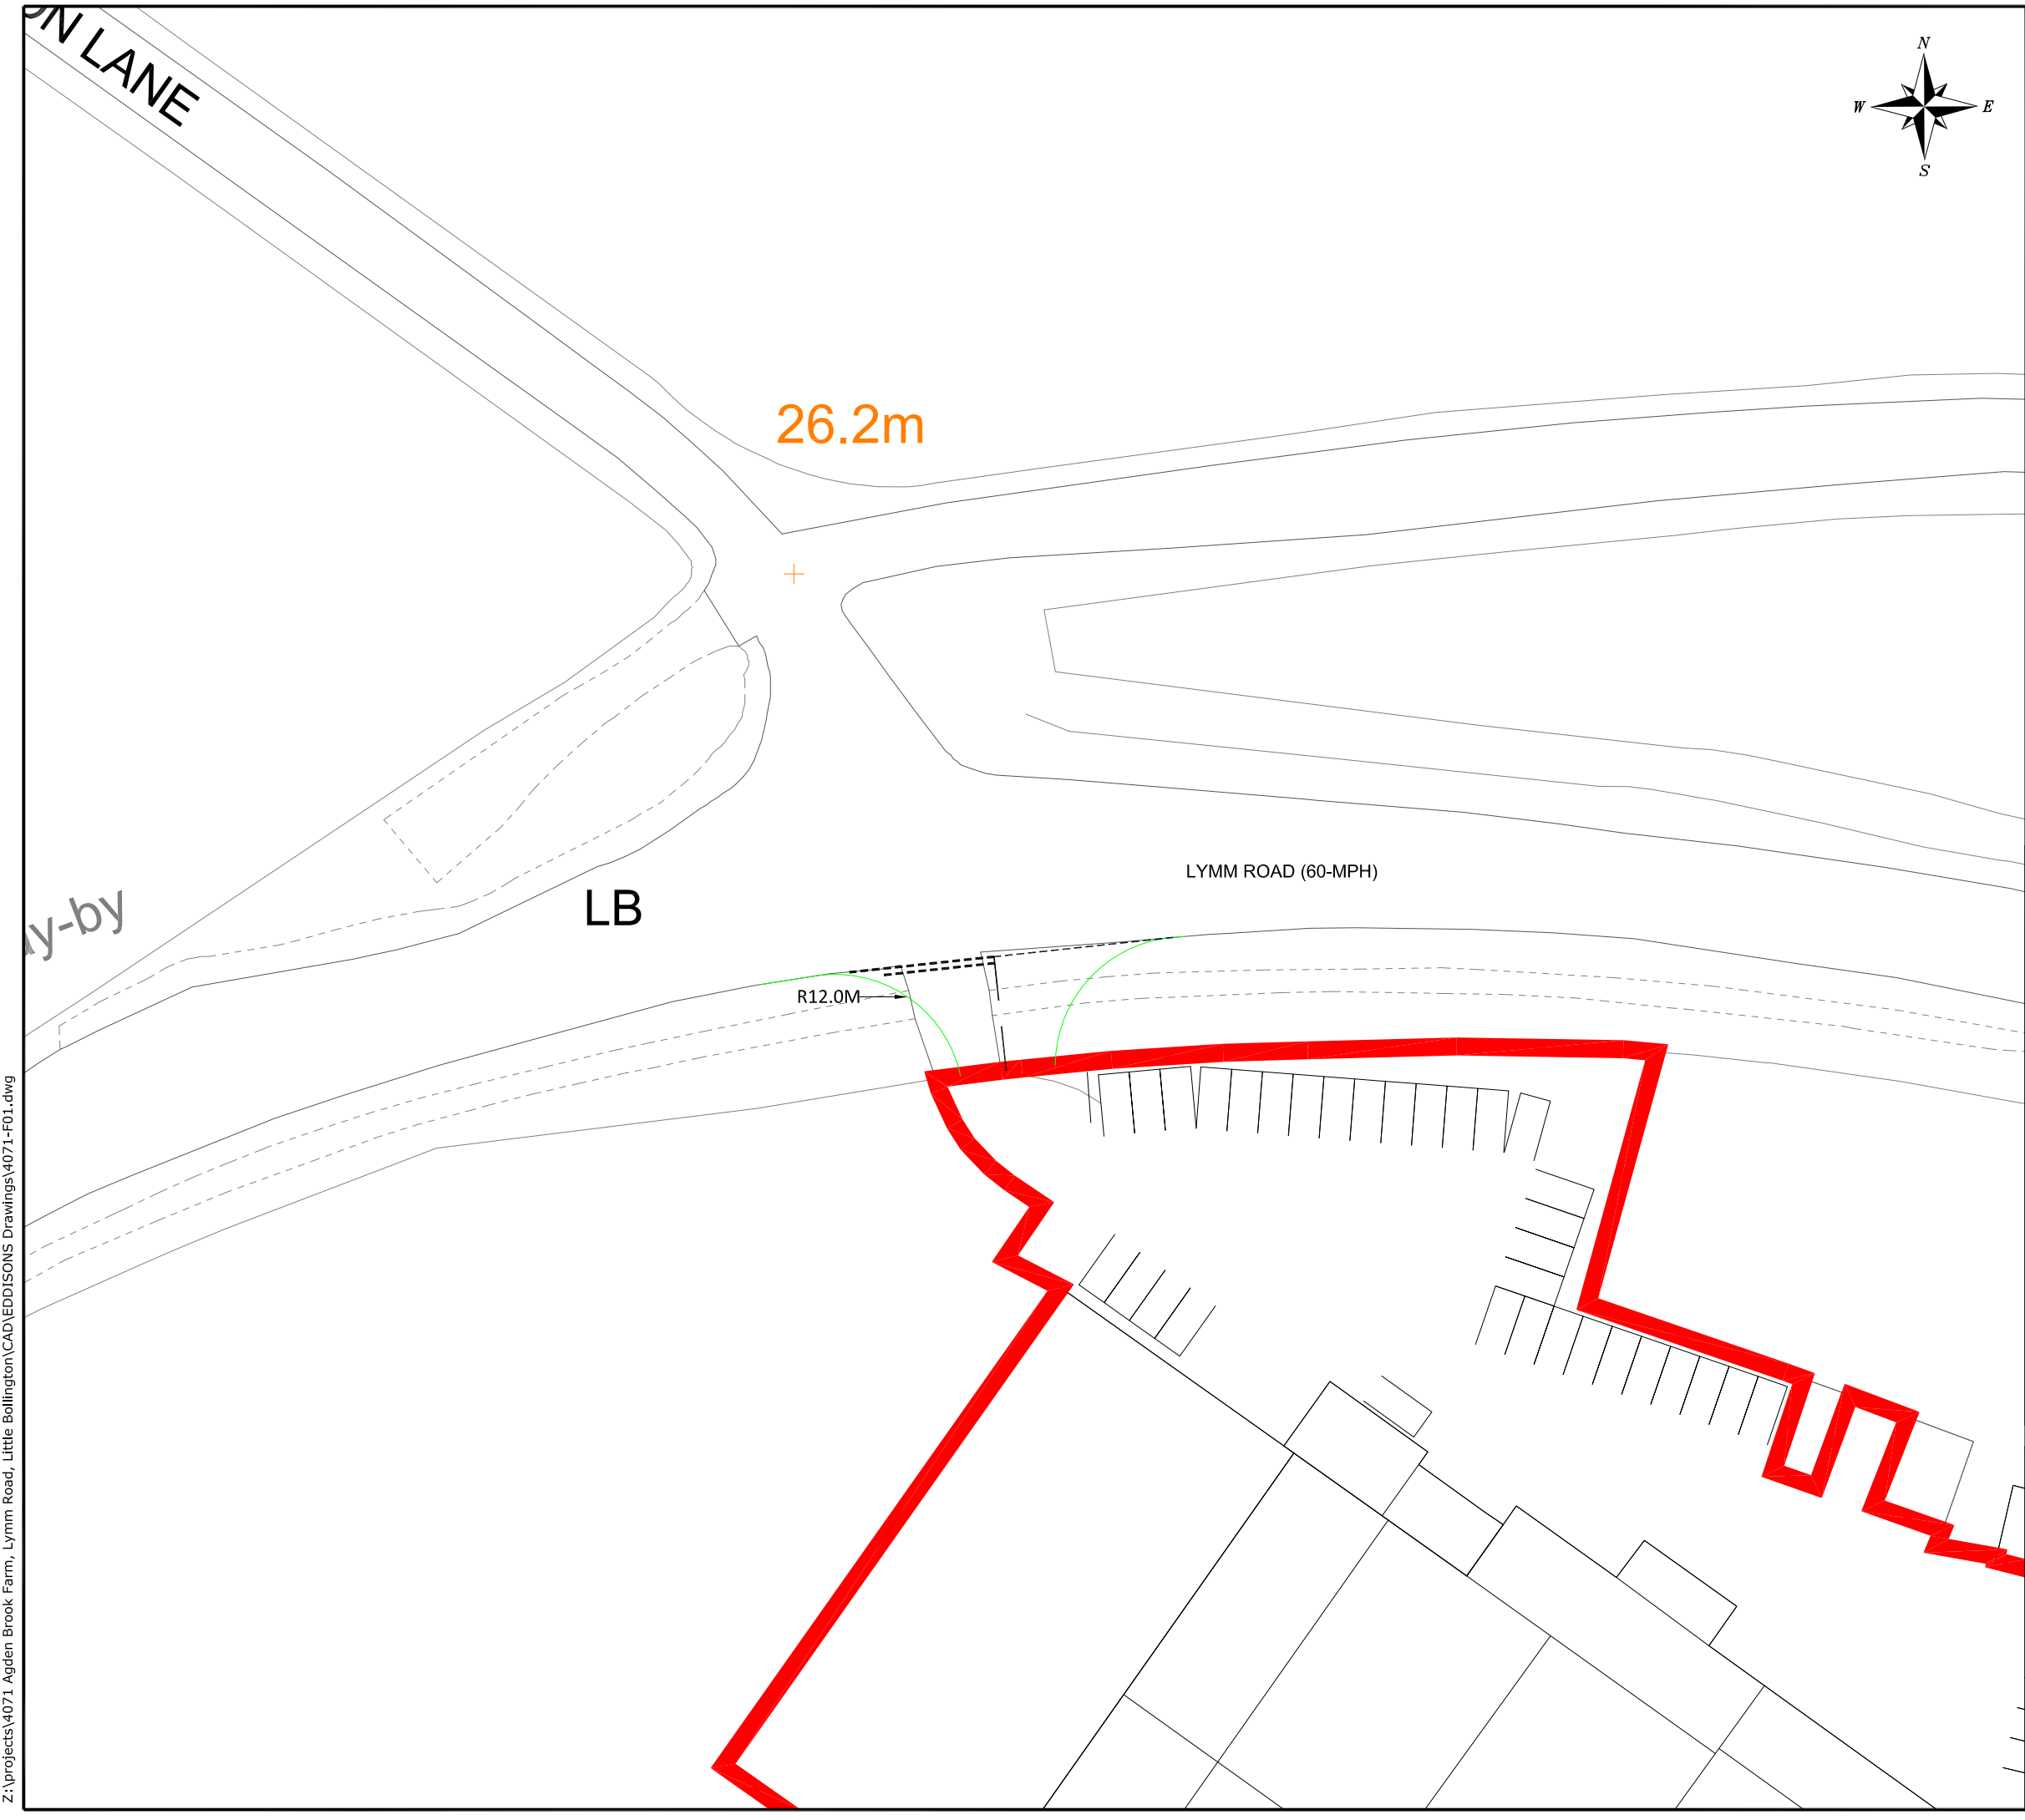 LANE
N
W
E
S
26.2m
LYMM ROAD (60-MPH)
LB
R12.0M
Z:\projects\4071 Agden Brook Farm, Lymm Road, Little Bollington\CAD\EDDISONS Drawings\4071-F01.dwg